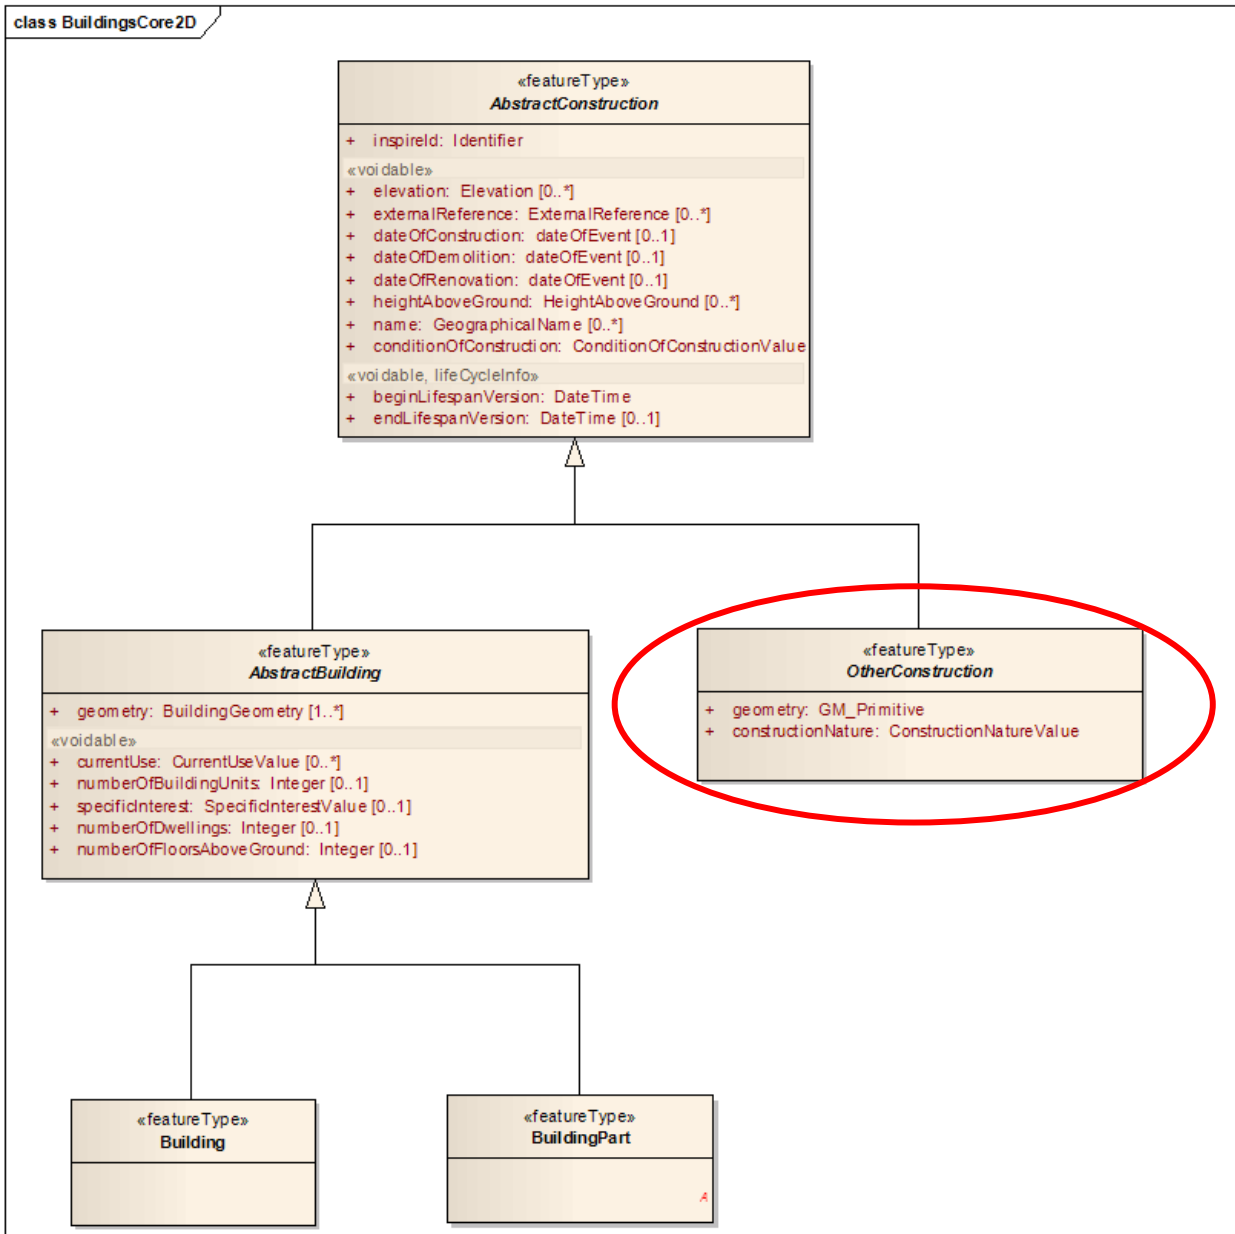 class BuildingsCore2D
«featureType»
AbstractConstruction
+ inspireId: Identifier
«voidable»
+ elevation: Elevation [0..*]
+ externalReference: ExternalReference [0..*]
+ dateOfConstruction: dateOfEvent [0..1]
+ dateOfDemolition: dateOfEvent [0..1]
+ dateOfRenovation: dateOfEvent [0..1]
+ heightAboveGround: HeightAboveGround [0..*]
+ name: GeographicalName [0..*]
+ conditionOfConstruction: ConditionOfConstructionValue
«voidable, lifeCycleInfo»
+ beginLifespanVersion: DateTime
+ endLifespanVersion: DateTime [0..1]
«featureType»
AbstractBuilding
+ geometry: BuildingGeometry [1..*]
«voidable»
+ currentUse: CurrentUseValue [0..*]
+ numberOfBuildingUnits: Integer [0..1]
+ specificInterest: SpecificInterestValue [0..1]
+ numberOfDwellings: Integer [0..1]
+ numberOfFloorsAboveGround: Integer [0..1]
«featureType»
OtherConstruction
+ geometry: GM_Primitive
+ constructionNature: ConstructionNatureValue
«featureType»
Building
«featureType»
BuildingPart
A